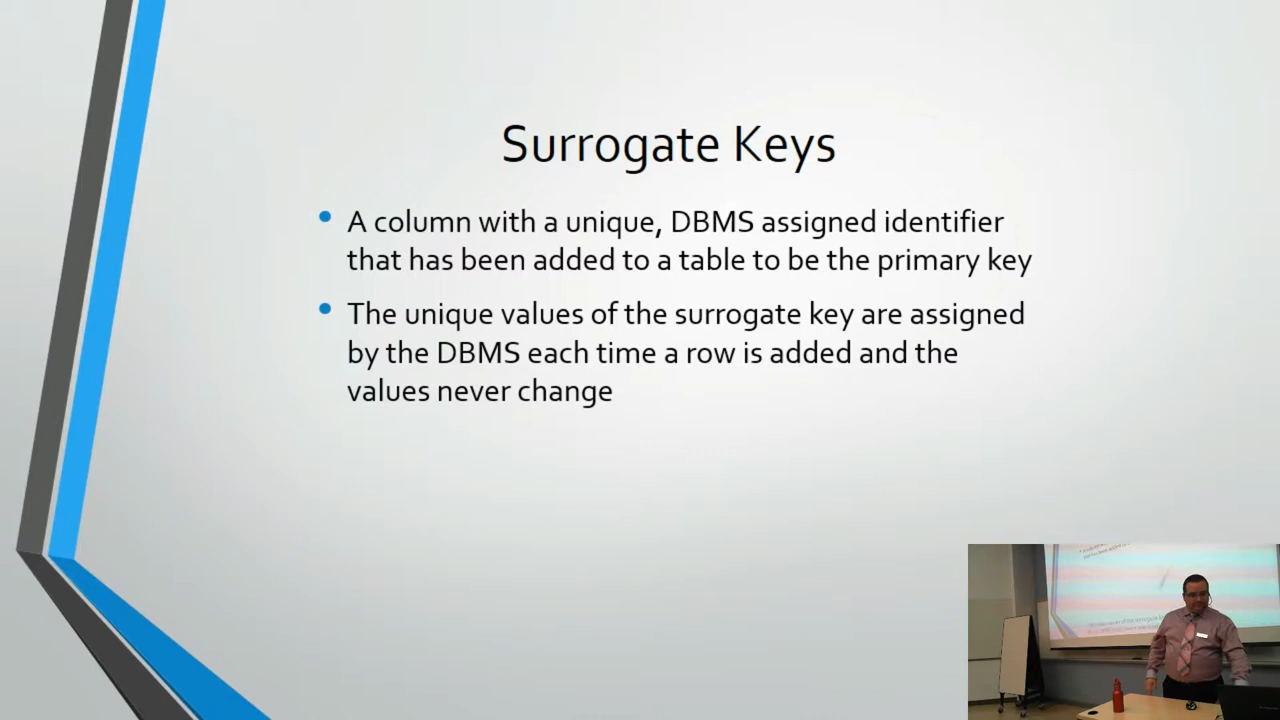 Surrogate Keys
A column with a unique, DBMS assigned identifier
that has been added to a table to be the primary key
The unique values of the surrogate key are assigned
by the DBMS each time a row is added and the
values never change